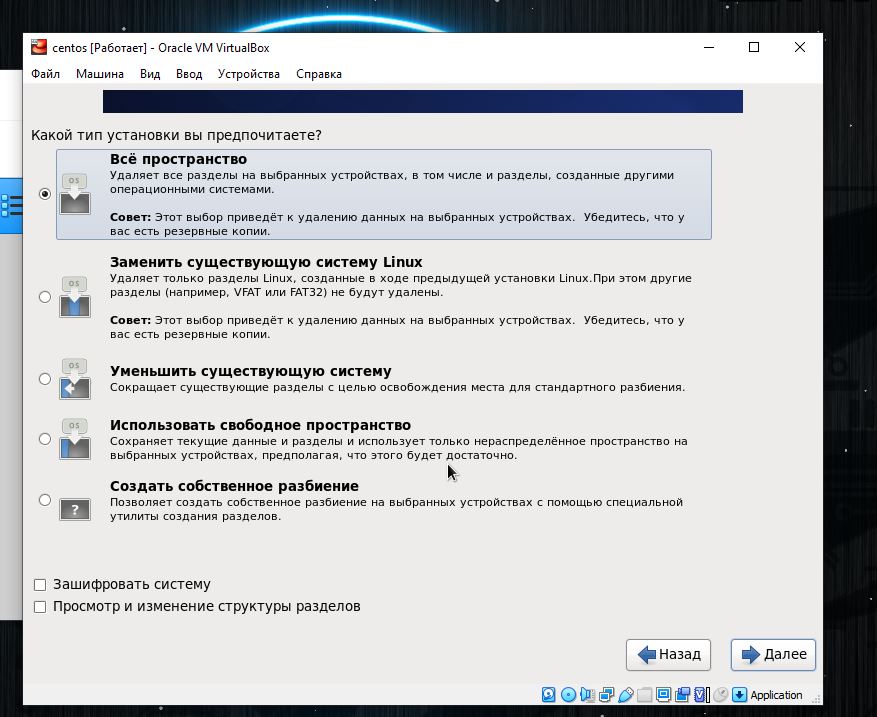 centos [Работает] - Oracle VM VirtualBox
Файл Машина Вид Ввод Устройства Справка
Какой тип установки вы предпочитаете?
OS
Всё пространство
Удаляет все разделы на выбранных устройствах, в том числе и разделы, созданные другими
операционными системами.
Совет: Этот выбор приведёт к удалению данных на выбранных устройствах. Убедитесь, что у
вас есть резервные копии.
OS
Заменить существующую систему Linux
Удаляет только разделы Linux, созданные в ходе предыдущей установки Linux.При этом другие
разделы (например, VFAT или FAT32) не будут удалены.
Совет: Этот выбор приведёт к удалению данных на выбранных устройствах. Убедитесь, что у
вас есть резервные копии.
OS
Уменьшить существующую систему
Сокращает существующие разделы с целью освобождения места для стандартного разбиения.
OS
Использовать свободное пространство
Сохраняет текущие данные и разделы и использует только нераспределённое пространство на
выбранных устройствах, предполагая, что этого будет достаточно.
?
Создать собственное разбиение
Позволяет создать собственное разбиение на выбранных устройствах с помощью специальной
утилиты создания разделов.
Зашифровать систему
Просмотр и изменение структуры разделов
Назад Далее
Application